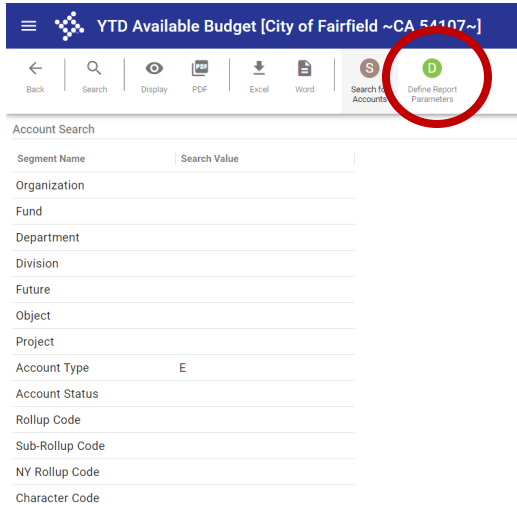 YTD Available Budget [City of Fairfield ~CA 54107~]
Back Search Display PDF Excel Word Search for Accounts Define Report Parameters
Account Search
Segment Name Search Value
Organization
Fund
Department
Division
Future
Object
Project
Account Type E
Account Status
Rollup Code
Sub-Rollup Code
NY Rollup Code
Character Code